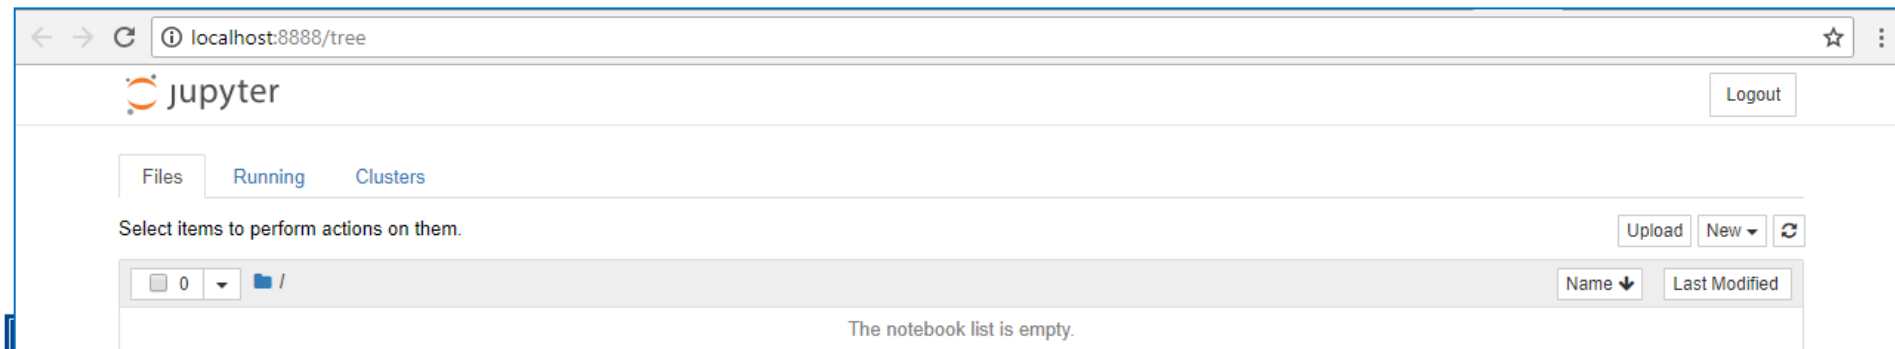 localhost:8888/tree
jupyter
Logout
Files Running Clusters
Select items to perform actions on them.
Upload New
0 / Name Last Modified
The notebook list is empty.